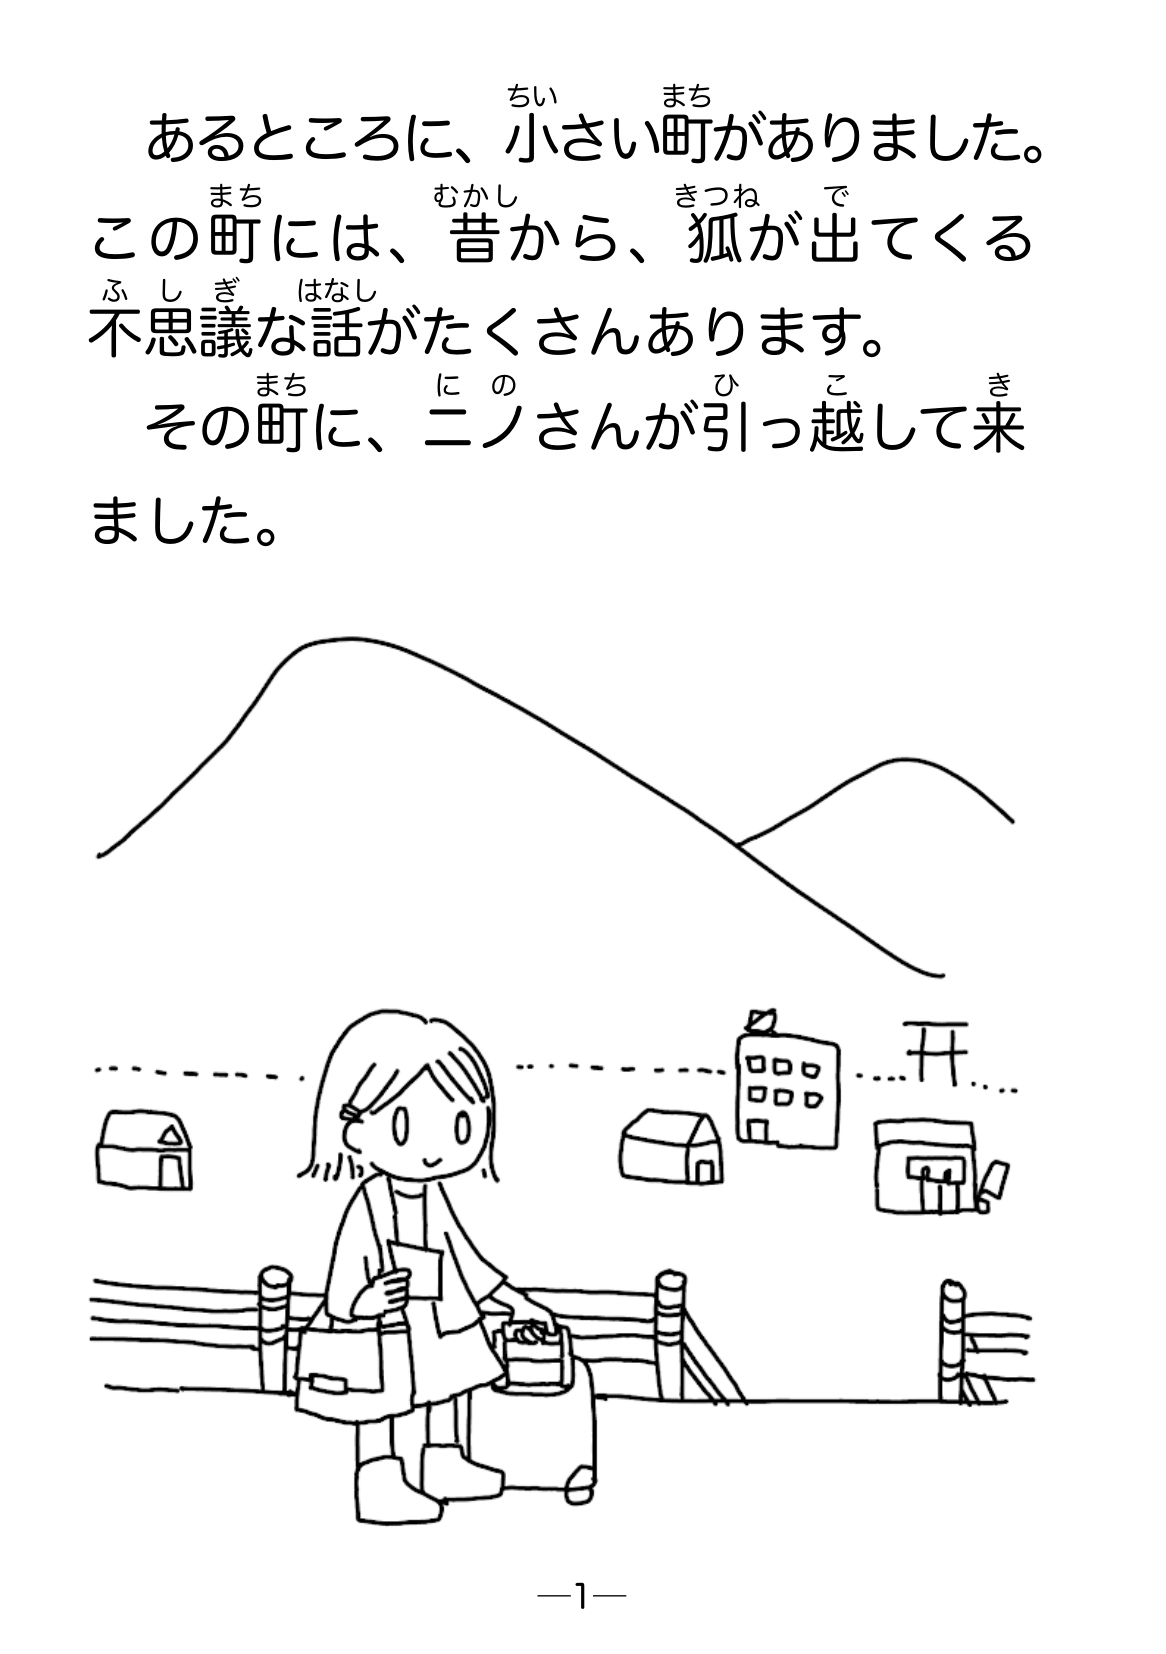 ちい まち
あるところに、小さい町がありました。
まち むかし きつね で
この町には、昔から、狐が出てくる
ふ し ぎ はなし
不思議な話がたくさんあります。
まち に の ひ こ き
その町に、ニノさんが引っ越して来
ました。
—1—